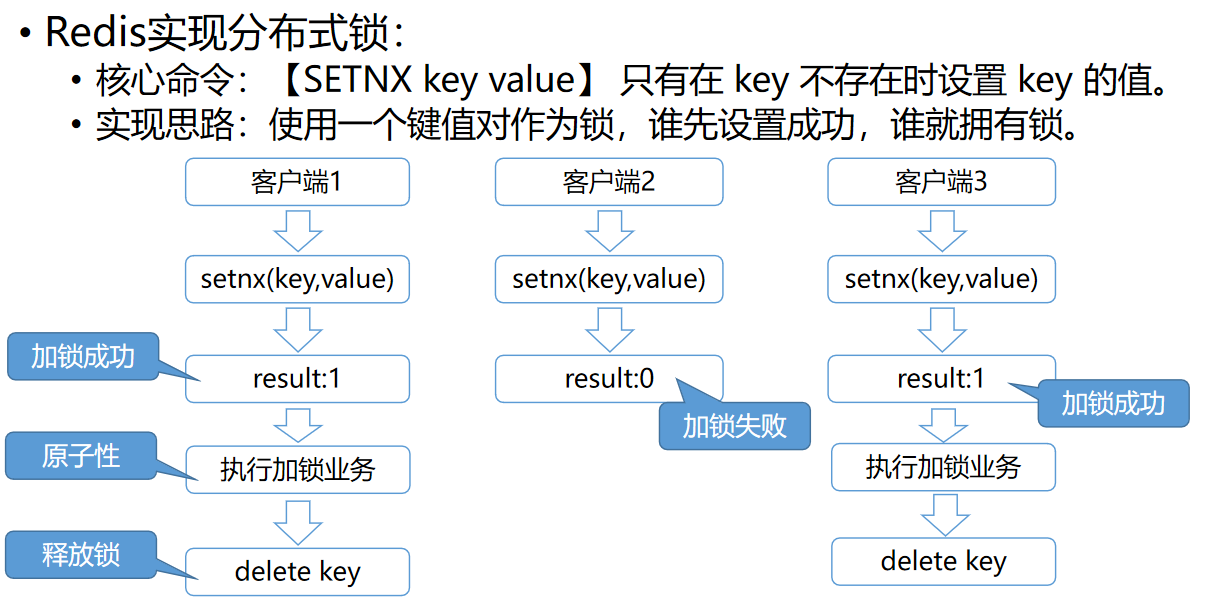 • Redis实现分布式锁：
• 核心命令：【SETNX key value】 只有在 key 不存在时设置 key 的值。
• 实现思路：使用一个键值对作为锁，谁先设置成功，谁就拥有锁。
客户端1
客户端2
客户端3
setnx(key,value)
setnx(key,value)
setnx(key,value)
加锁成功
result:1
result:0
result:1
加锁失败
加锁成功
原子性
执行加锁业务
执行加锁业务
释放锁
delete key
delete key